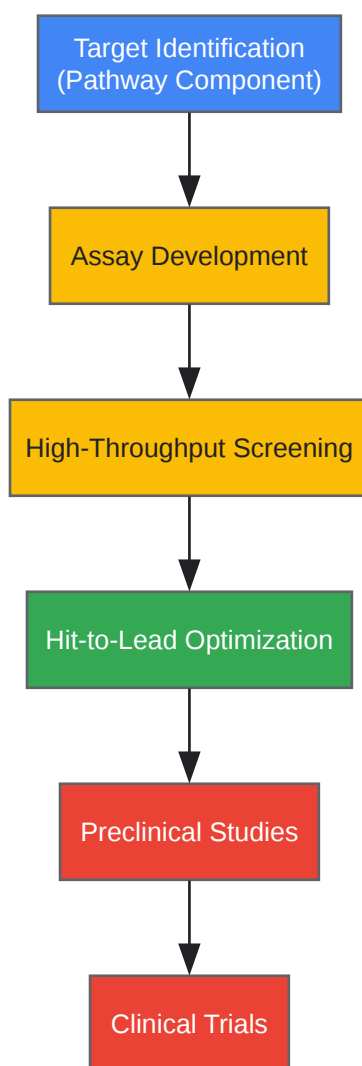 Target Identification
(Pathway Component)
Assay Development
High-Throughput Screening
Hit-to-Lead Optimization
Preclinical Studies
Clinical Trials